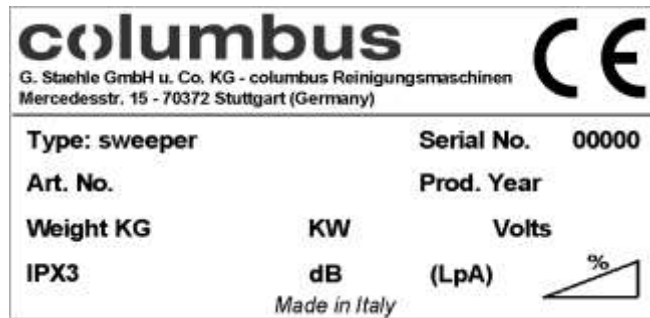 columbus
CE
G. Staehle GmbH u. Co. KG - columbus Reinigungsmaschinen
Mercedesstr. 15 - 70372 Stuttgart (Germany)
Type: sweeper Serial No. 00000
Art. No. Prod. Year
Weight KG KW Volts
IPX3 dB (LpA) %
Made in Italy